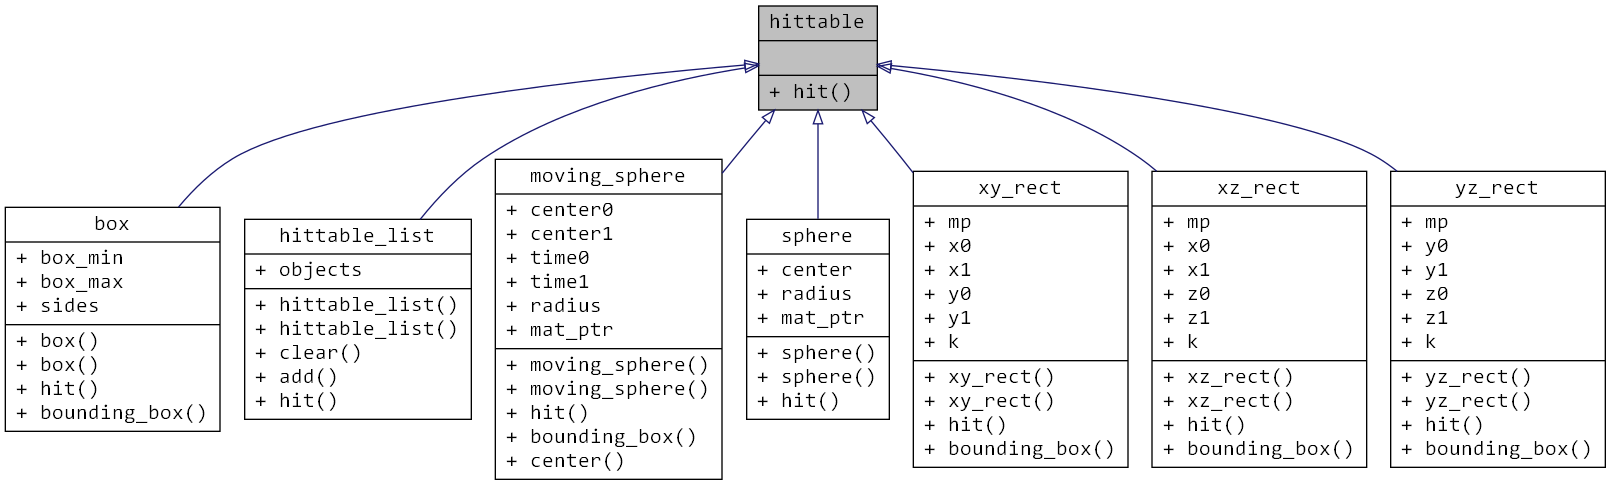 hittable
+ hit()
box
+ box_min
+ box_max
+ sides
+ box()
+ box()
+ hit()
+ bounding_box()
hittable_list
+ objects
+ hittable_list()
+ hittable_list()
+ clear()
+ add()
+ hit()
moving_sphere
+ center0
+ center1
+ time0
+ time1
+ radius
+ mat_ptr
+ moving_sphere()
+ moving_sphere()
+ hit()
+ bounding_box()
+ center()
sphere
+ center
+ radius
+ mat_ptr
+ sphere()
+ sphere()
+ hit()
xy_rect
+ mp
+ x0
+ x1
+ y0
+ y1
+ k
+ xy_rect()
+ xy_rect()
+ hit()
+ bounding_box()
xz_rect
+ mp
+ x0
+ x1
+ z0
+ z1
+ k
+ xz_rect()
+ xz_rect()
+ hit()
+ bounding_box()
yz_rect
+ mp
+ y0
+ y1
+ z0
+ z1
+ k
+ yz_rect()
+ yz_rect()
+ hit()
+ bounding_box()